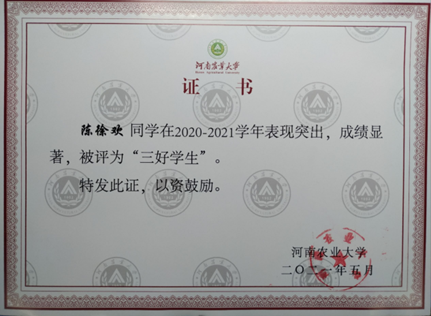 河南农业大学
证 书
陈徐欢 同学在2020-2021学年表现突出，成绩显
著，被评为“三好学生”。
特发此证，以资鼓励。
河南农业大学
二〇二一年五月